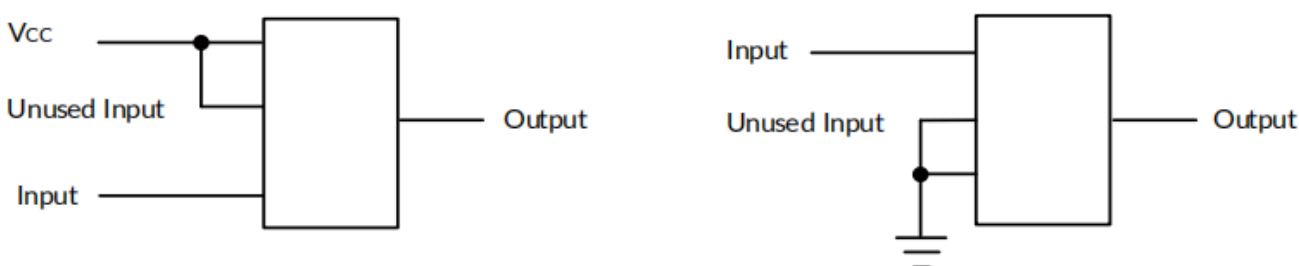 Vcc
Unused Input
Input
Output
Input
Unused Input
Output